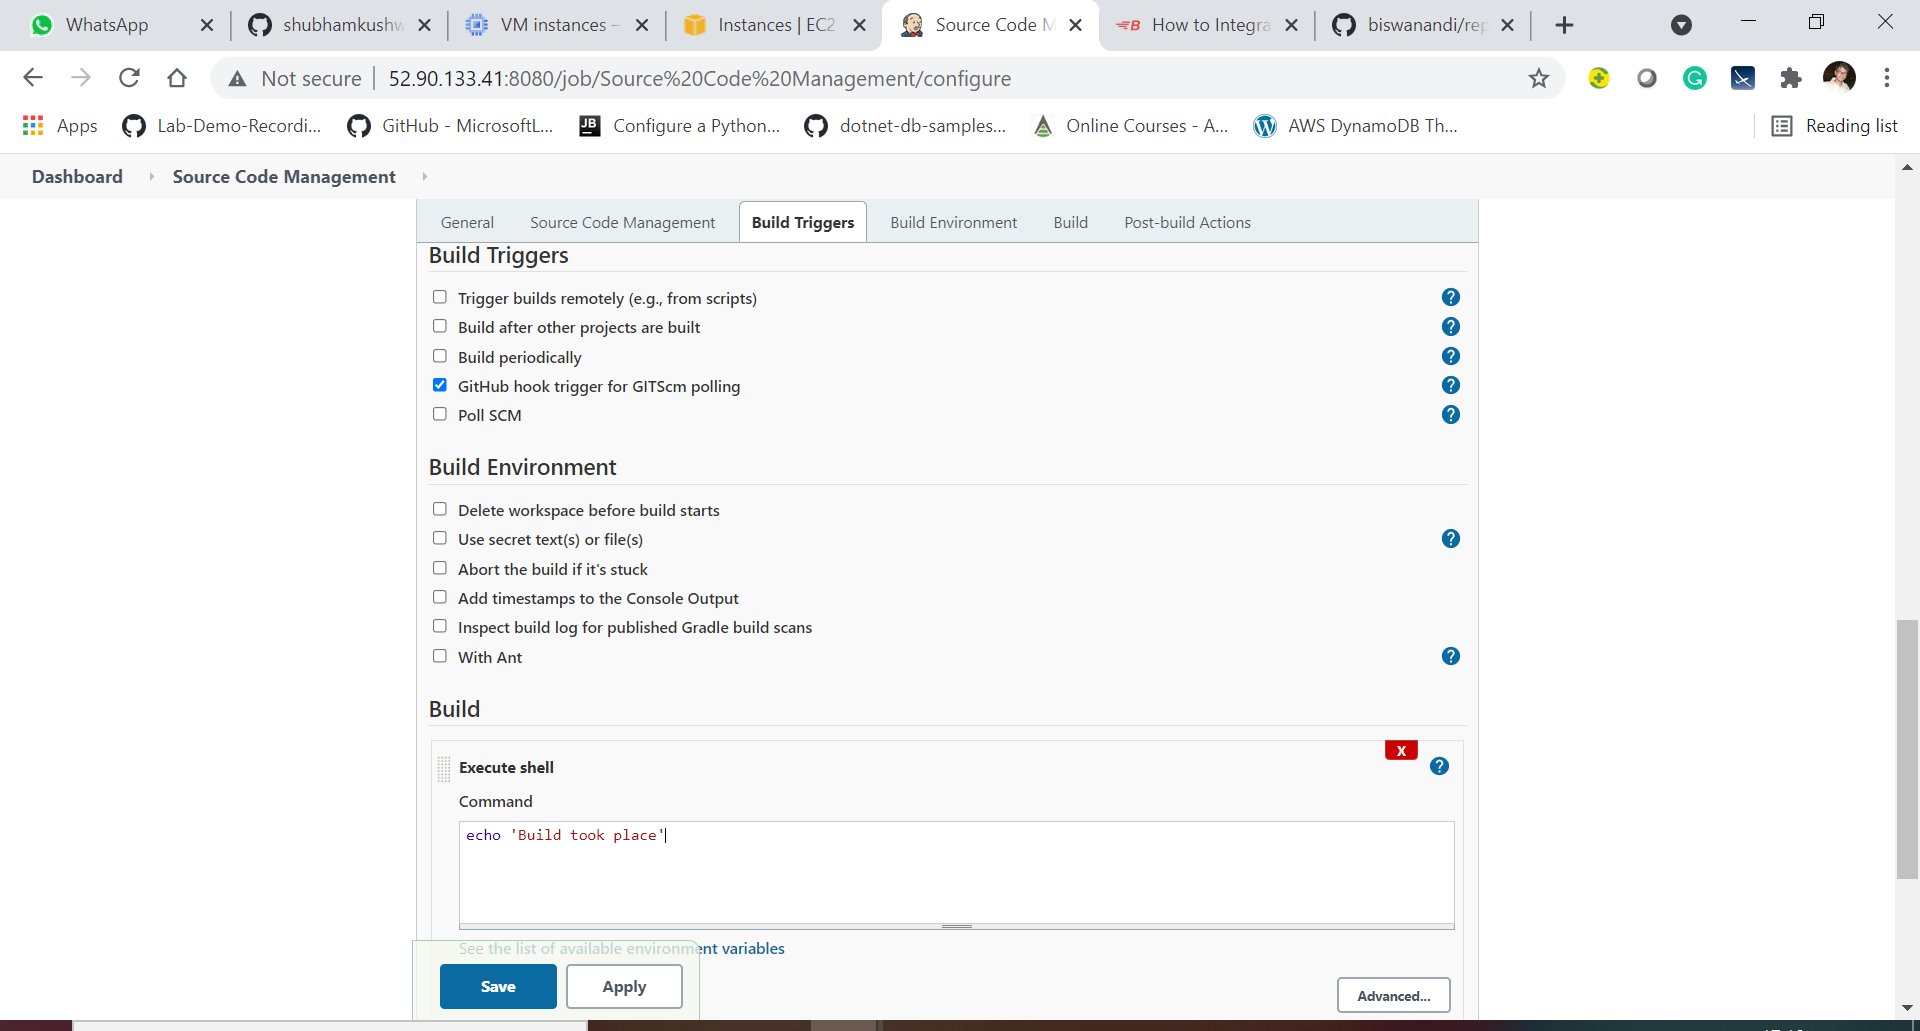 WhatsApp
shubhamkushw
VM instances –
Instances | EC2
Source Code M
How to Integra
biswanandi/rep
Not secure
52.90.133.41:8080/job/Source%20Code%20Management/configure
Apps
Lab-Demo-Recordi...
GitHub - MicrosoftL...
JB
Configure a Python...
dotnet-db-samples...
Online Courses - A...
AWS DynamoDB Th...
Reading list
Dashboard
Source Code Management
General
Source Code Management
Build Triggers
Build Environment
Build
Post-build Actions
Build Triggers
Trigger builds remotely (e.g., from scripts)
Build after other projects are built
Build periodically
GitHub hook trigger for GITScm polling
Poll SCM
Build Environment
Delete workspace before build starts
Use secret text(s) or file(s)
Abort the build if it's stuck
Add timestamps to the Console Output
Inspect build log for published Gradle build scans
With Ant
Build
X
Execute shell
Command
echo 'Build took place'
See the list of available environment variables
Save
Apply
Advanced...